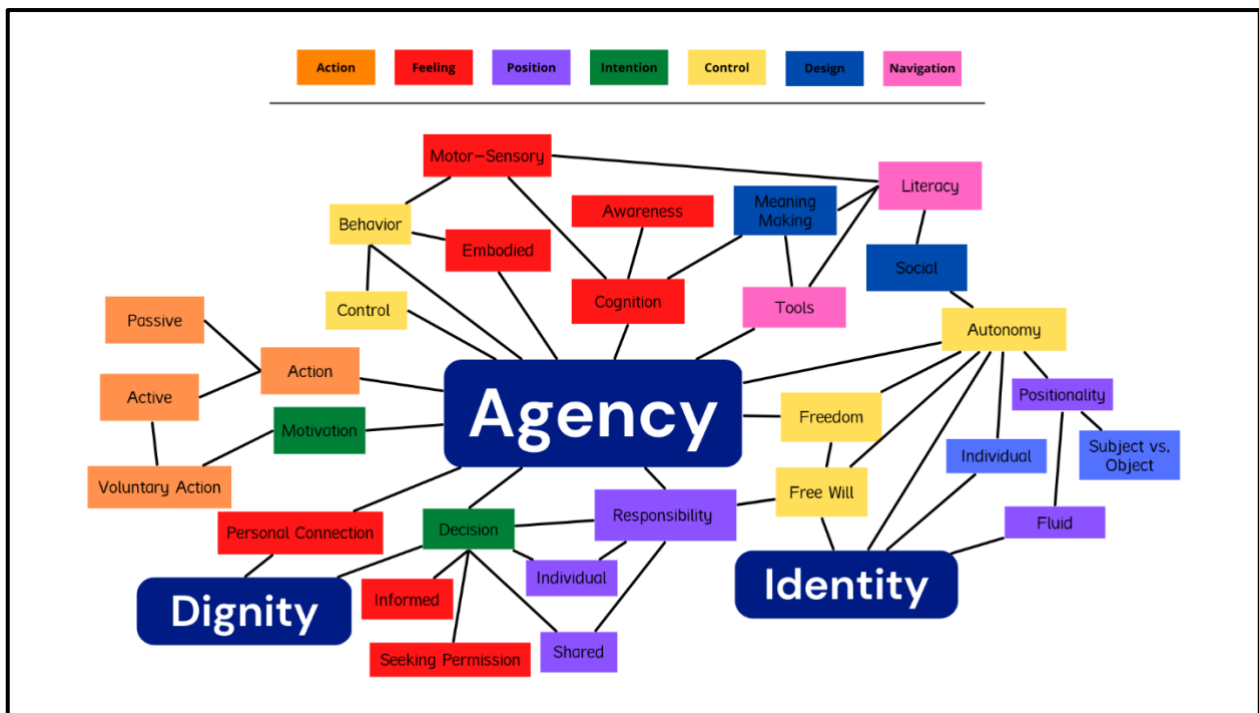 Action
Feeling
Position
Intention
Control
Design
Navigation
Motor-Sensory
Literacy
Awareness
Meaning
Making
Behavior
Embodied
Social
Cognition
Tools
Control
Passive
Autonomy
Action
Active
Agency
Positionality
Freedom
Motivation
Individual
Subject vs.
Object
Voluntary Action
Free Will
Responsibility
Personal Connection
Decision
Fluid
Individual
Identity
Informed
Dignity
Shared
Seeking Permission